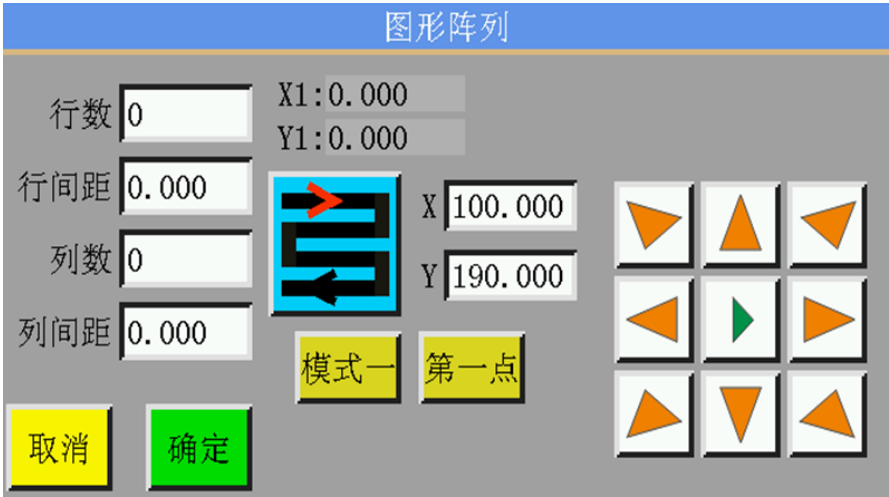 图形阵列
行数 0
X1:0.000
Y1:0.000
行间距 0.000
X 100.000
列数 0
Y 190.000
列间距 0.000
模式一
第一点
取消
确定